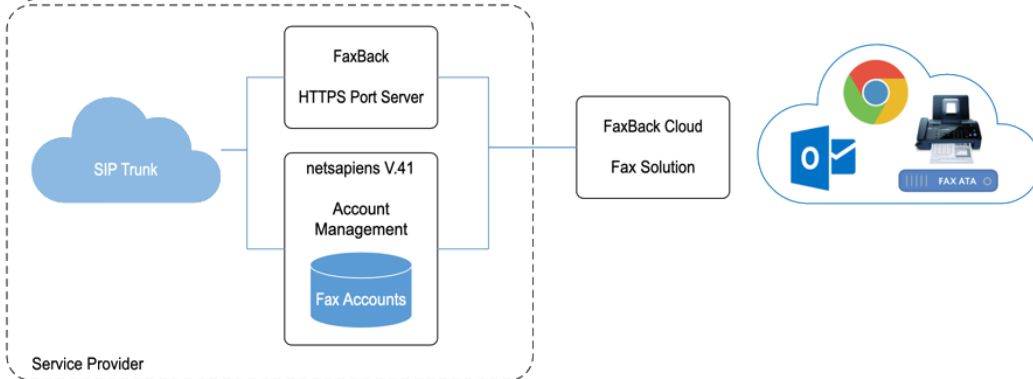 FaxBack
HTTPS Port Server
SIP Trunk
netsapiens V.41
Account
Management
Fax Accounts
Service Provider
FaxBack Cloud
Fax Solution
O
FAX ATA